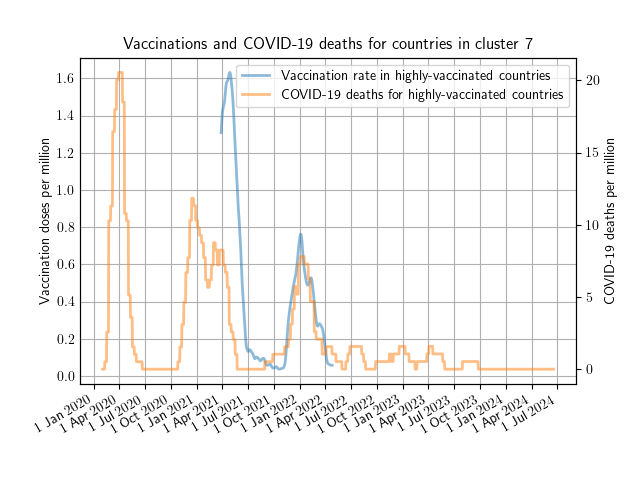 Vaccinations and COVID-19 deaths for countries in cluster 7
Vaccination rate in highly-vaccinated countries
COVID-19 deaths for highly-vaccinated countries
Vaccination doses per million
1.6
1.4
1.2
1.0
0.8
0.6
0.4
0.2
0.0
COVID-19 deaths per million
20
15
10
5
0
1 Jan 2020
1 Apr 2020
1 Jul 2020
1 Oct 2020
1 Jan 2021
1 Apr 2021
1 Jul 2021
1 Oct 2021
1 Jan 2022
1 Apr 2022
1 Jul 2022
1 Oct 2022
1 Jan 2023
1 Apr 2023
1 Jul 2023
1 Oct 2023
1 Jan 2024
1 Apr 2024
1 Jul 2024